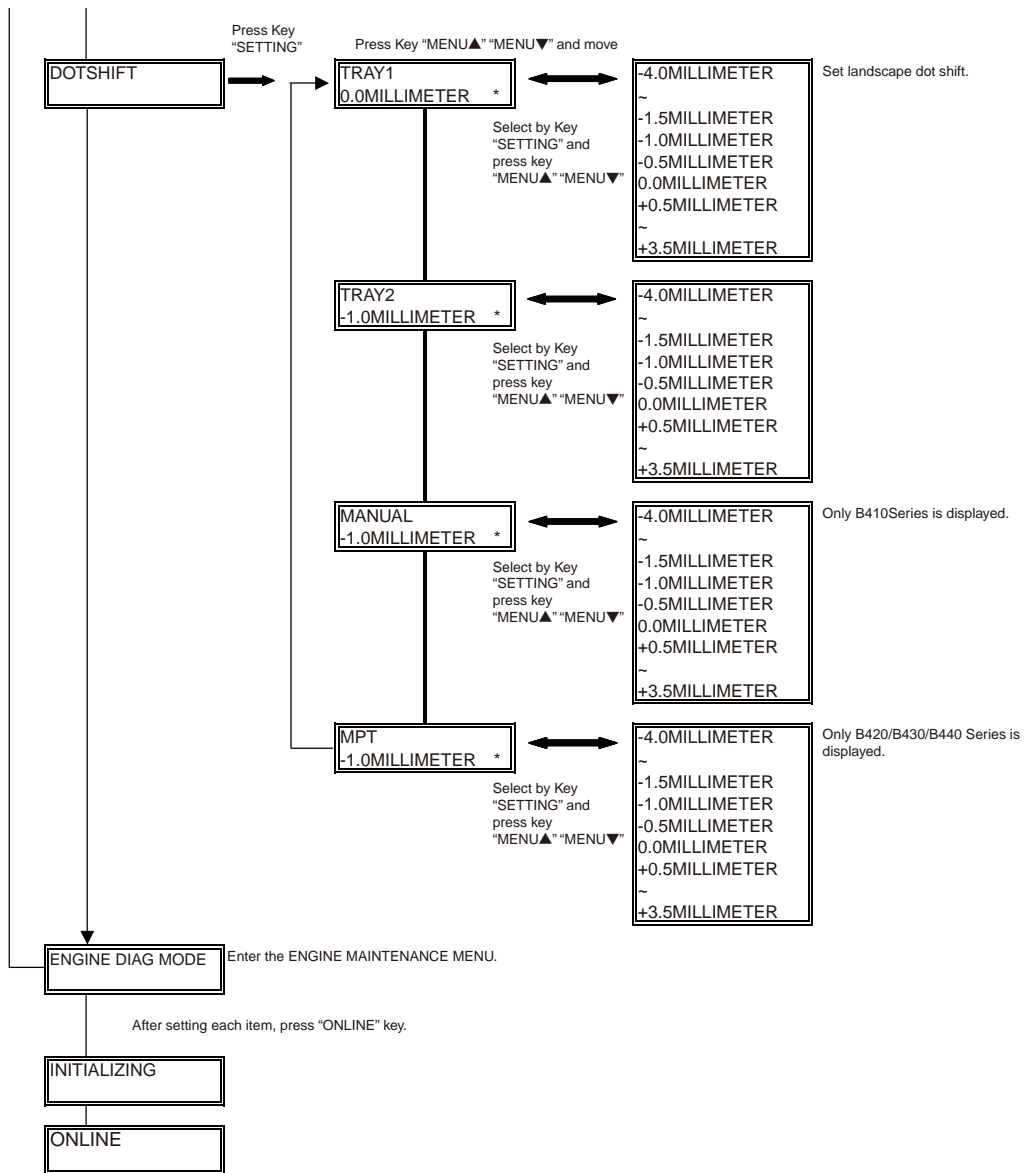 Press Key
“SETTING”
Press Key “MENU▲” “MENU▼” and move
DOTSHIFT
TRAY1
0.0MILLIMETER *
Select by Key
“SETTING” and
press key
“MENU▲” “MENU▼”
-4.0MILLIMETER
~
-1.5MILLIMETER
-1.0MILLIMETER
-0.5MILLIMETER
0.0MILLIMETER
+0.5MILLIMETER
~
+3.5MILLIMETER
Set landscape dot shift.
TRAY2
-1.0MILLIMETER *
Select by Key
“SETTING” and
press key
“MENU▲” “MENU▼”
-4.0MILLIMETER
~
-1.5MILLIMETER
-1.0MILLIMETER
-0.5MILLIMETER
0.0MILLIMETER
+0.5MILLIMETER
~
+3.5MILLIMETER
MANUAL
-1.0MILLIMETER *
Select by Key
“SETTING” and
press key
“MENU▲” “MENU▼”
-4.0MILLIMETER
~
-1.5MILLIMETER
-1.0MILLIMETER
-0.5MILLIMETER
0.0MILLIMETER
+0.5MILLIMETER
~
+3.5MILLIMETER
Only B410Series is displayed.
MPT
-1.0MILLIMETER *
Select by Key
“SETTING” and
press key
“MENU▲” “MENU▼”
-4.0MILLIMETER
~
-1.5MILLIMETER
-1.0MILLIMETER
-0.5MILLIMETER
0.0MILLIMETER
+0.5MILLIMETER
~
+3.5MILLIMETER
Only B420/B430/B440 Series is
displayed.
ENGINE DIAG MODE
Enter the ENGINE MAINTENANCE MENU.
After setting each item, press “ONLINE” key.
INITIALIZING
ONLINE